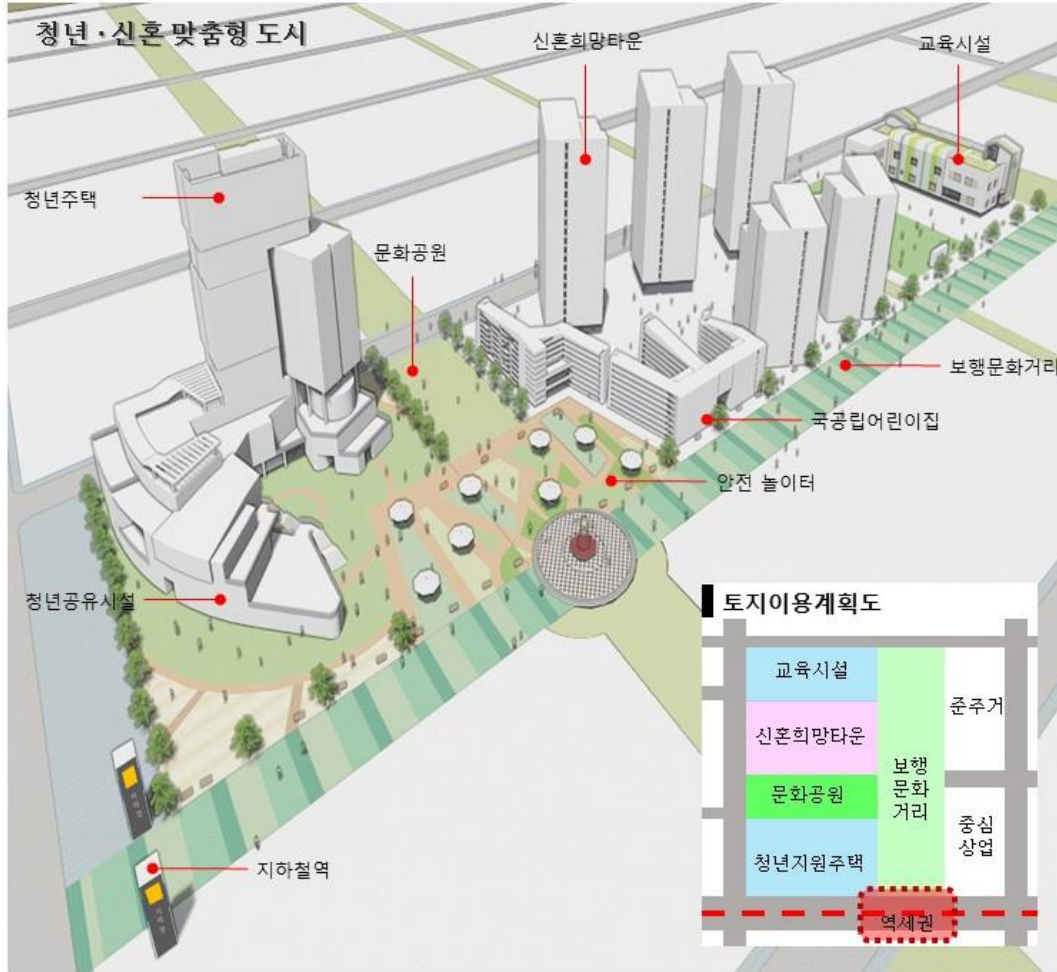 청년·신혼 맞춤형 도시
신혼희망타운
교육시설
청년주택
문화공원
보행문화거리
국공립어린이집
안전 놀이터
청년공유시설
지하철역
토지이용계획도
교육시설
신혼희망타운
문화공원
청년지원주택
보행
문화
거리
준주거
중심
상업
역세권